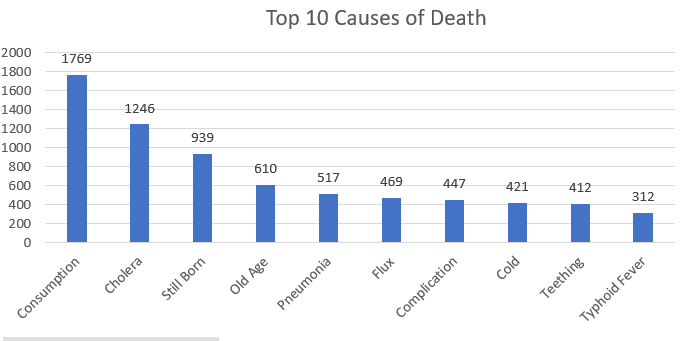 Top 10 Causes of Death
2000
1800
1600
1400
1200
1000
800
600
400
200
0
1769
1246
939
610
517
469
447
421
412
312
Consumption
Cholera
Still Born
Old Age
Pneumonia
Flux
Complication
Cold
Teething
Typhoid Fever